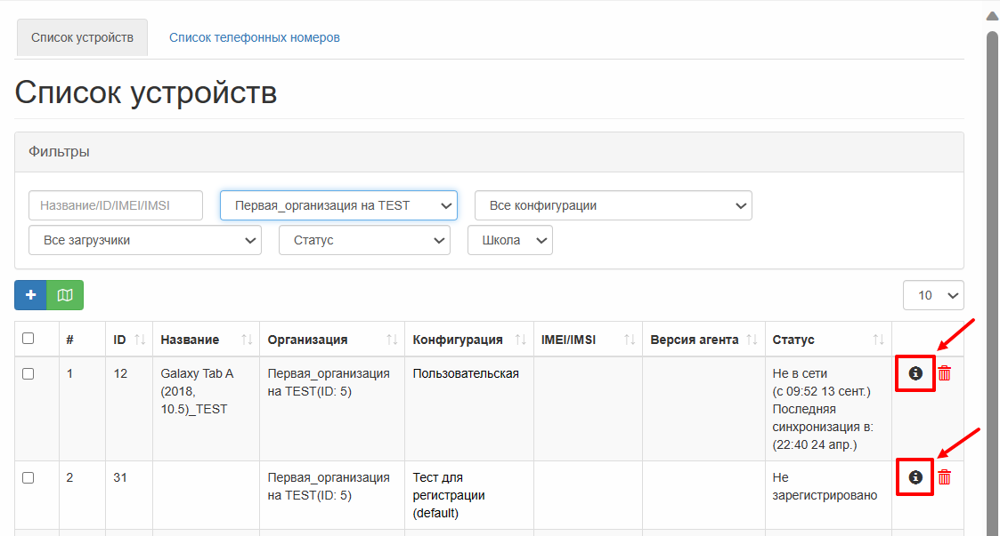 Список устройств
Список телефонных номеров
Список устройств
Фильтры
Название/ID/IMEI/IMSI
Первая_организация на TEST
Все конфигурации
Все загрузчики
Статус
Школа
10
# ID Название Организация Конфигурация IMEI/IMSI Версия агента Статус
1 12 Galaxy Tab A Первая_организация Пользовательская Не в сети
(2018, на TEST(ID: 5) (с 09:52 13 сент.)
10.5)_TEST Последняя
синхронизация в:
(22:40 24 апр.)
2 31 Первая_организация Тест для Не
на TEST(ID: 5) регистрации зарегистрировано
(default)